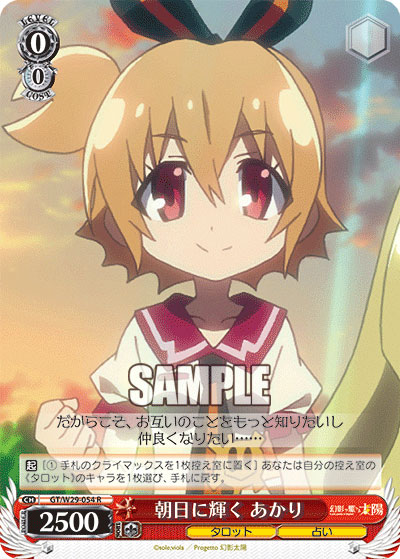 LEVEL
0
0
COST
SAMPLE
だからこそ、お互いのことをもっと知りたいし
仲良くなりたい……
起【① 手札のクライマックスを1枚控え室に置く】 あなたは自分の控え室の
《タロット》のキャラを1枚選び、手札に戻す。
CH GT/W29-054 R
2500
朝日に輝く あかり
幻影ヲ駆ケル太陽
タロット
占い
©sole;viola / Progetto 幻影太陽